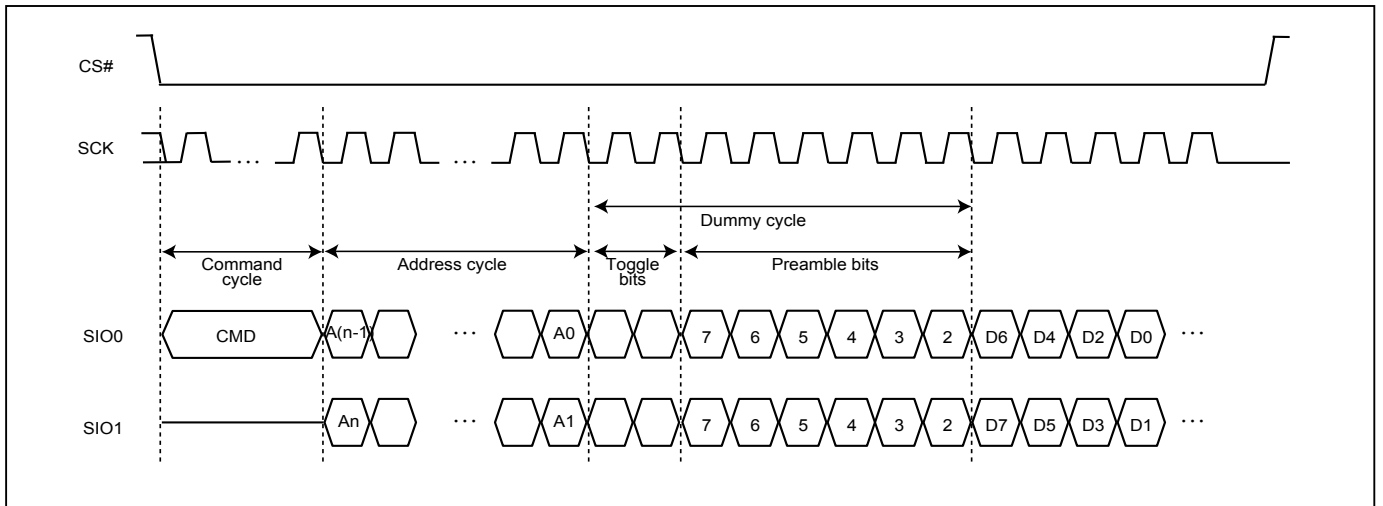 CS#
SCK
...
...
Dummy cycle
Command
cycle
Address cycle
Toggle
bits
Preamble bits
SIO0
CMD
A(n-1)
...
A0
7
6
5
4
3
2
D6
D4
D2
D0
...
SIO1
An
...
A1
7
6
5
4
3
2
D7
D5
D3
D1
...